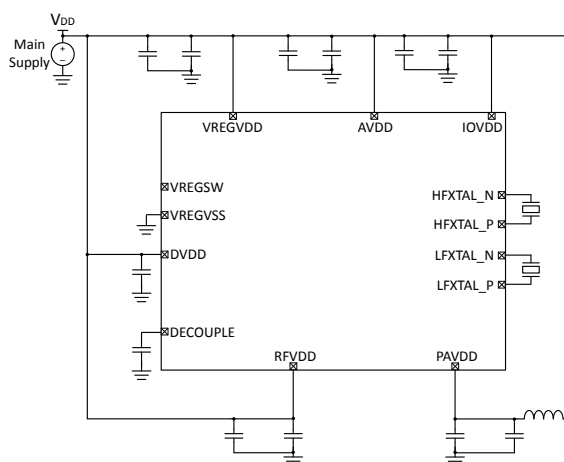 VDD
Main
Supply
+
−
VREGVDD
AVDD
IOVDD
VREGSW
HFXTAL_N
VREGVSS
HFXTAL_P
DVDD
LFXTAL_N
LFXTAL_P
DECOUPLE
RFVDD
PAVDD